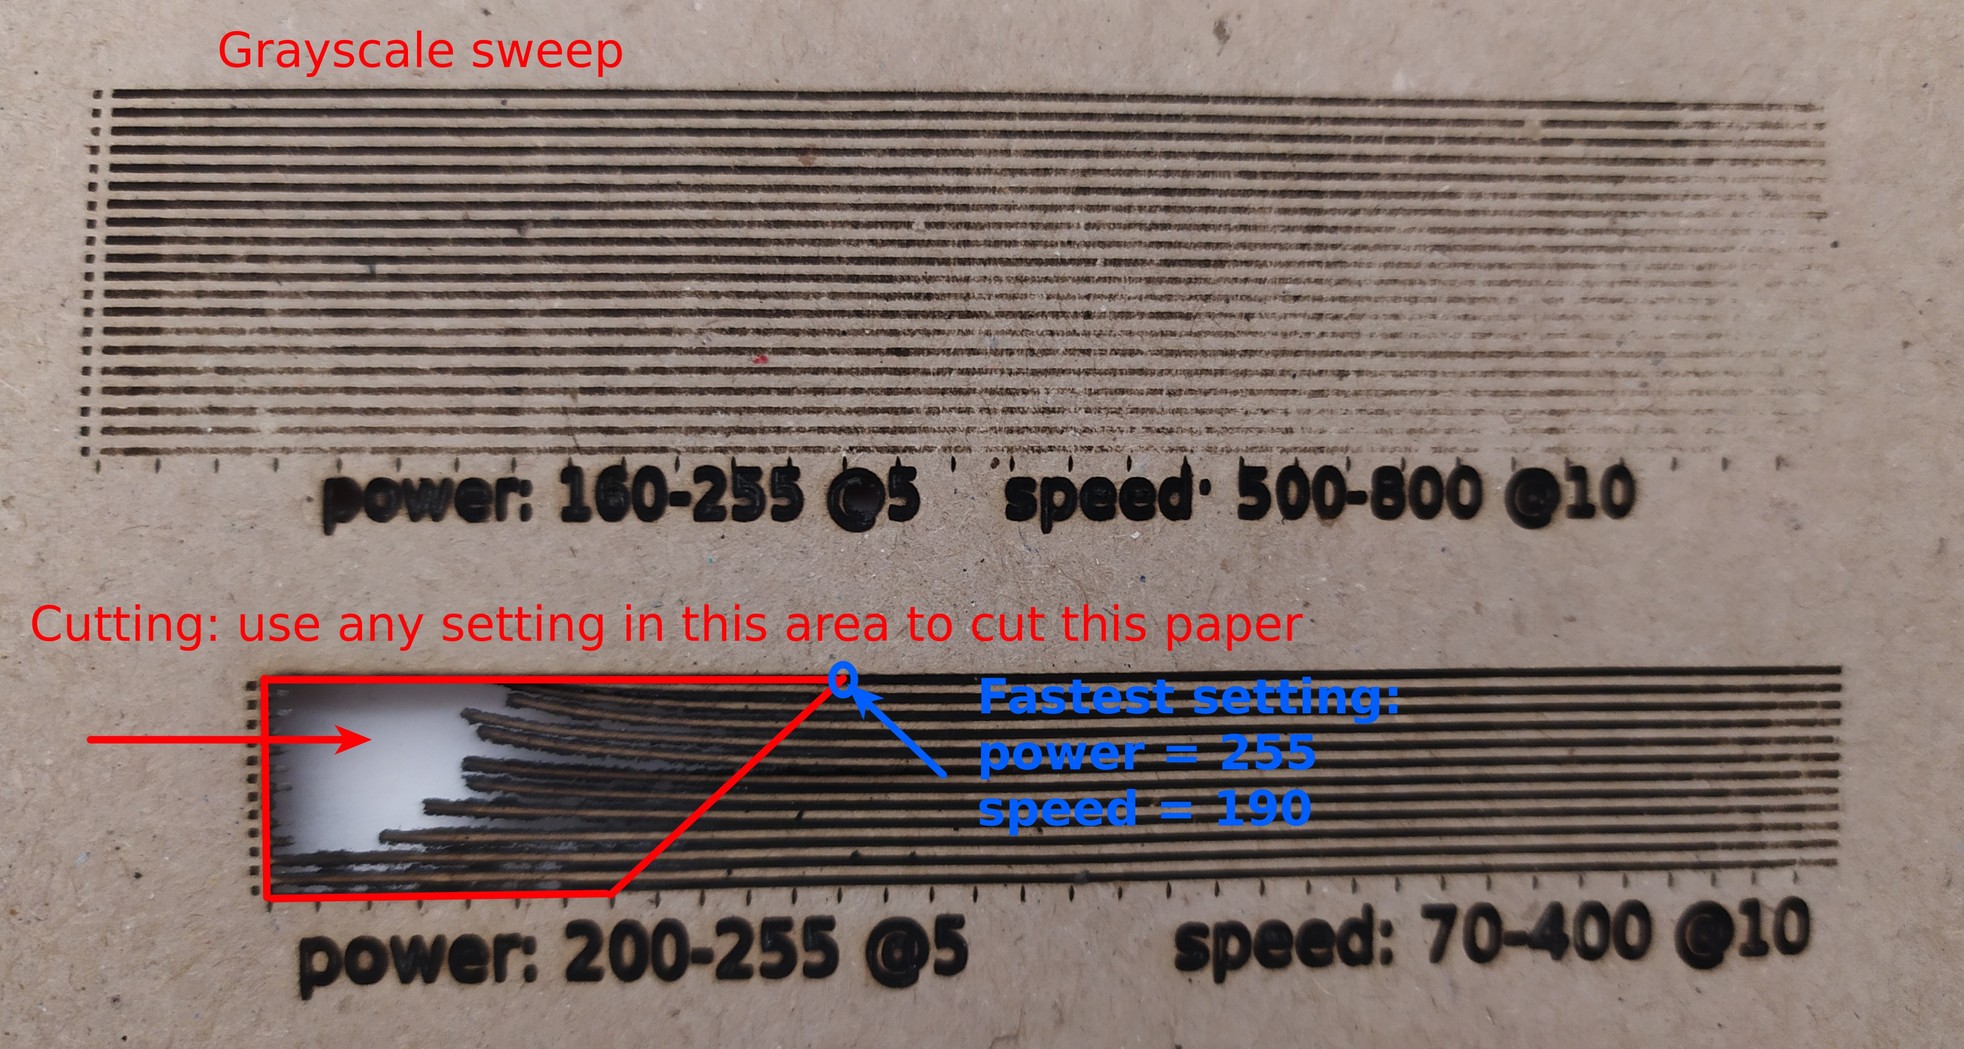 Grayscale sweep
power: 160-255 @5 speed: 500-800 @10
Cutting: use any setting in this area to cut this paper
Fastest setting:
power = 255
speed = 190
power: 200-255 @5 speed: 70-400 @10